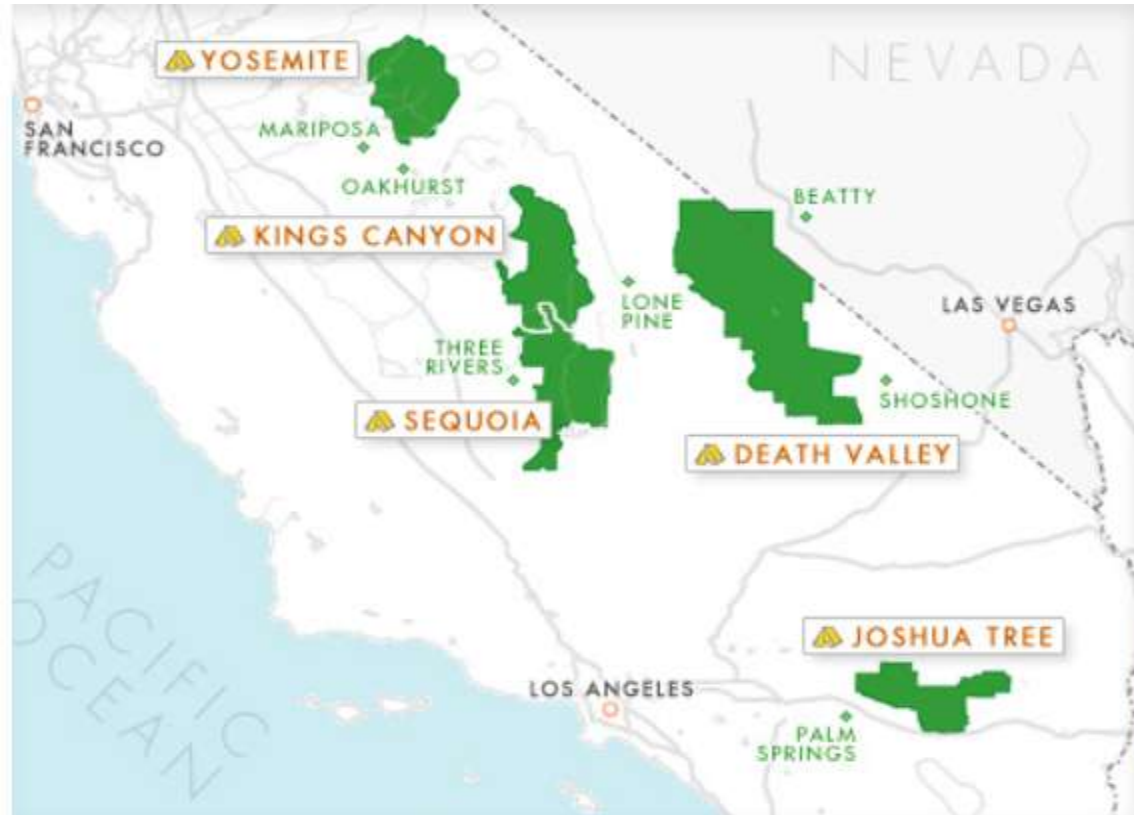 NEVADA
YOSEMITE
SAN
FRANCISCO
MARIPOSA
OAKHURST
BEATTY
KINGS CANYON
LONE
PINE
LAS VEGAS
THREE
RIVERS
SHOSHONE
SEQUOIA
DEATH VALLEY
PACIFIC
OCEAN
JOSHUA TREE
LOS ANGELES
PALM
SPRINGS